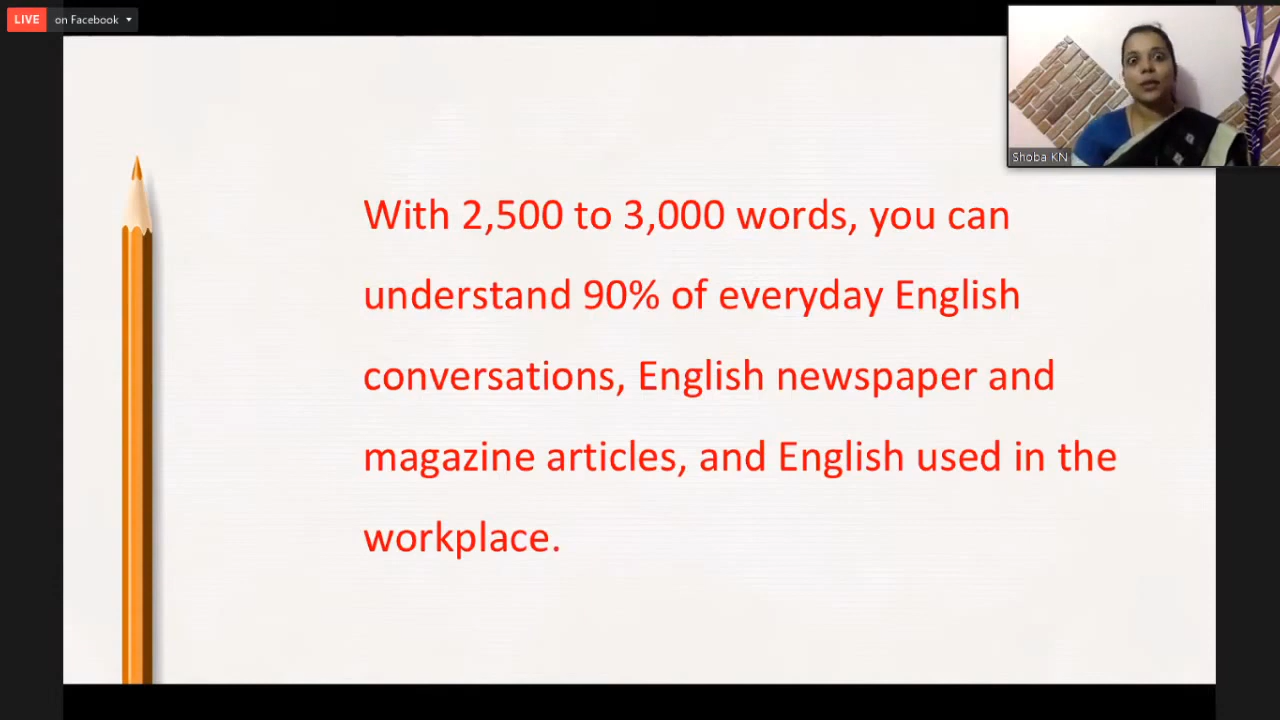 LIVE on Facebook
Shoba KN
With 2,500 to 3,000 words, you can
understand 90% of everyday English
conversations, English newspaper and
magazine articles, and English used in the
workplace.